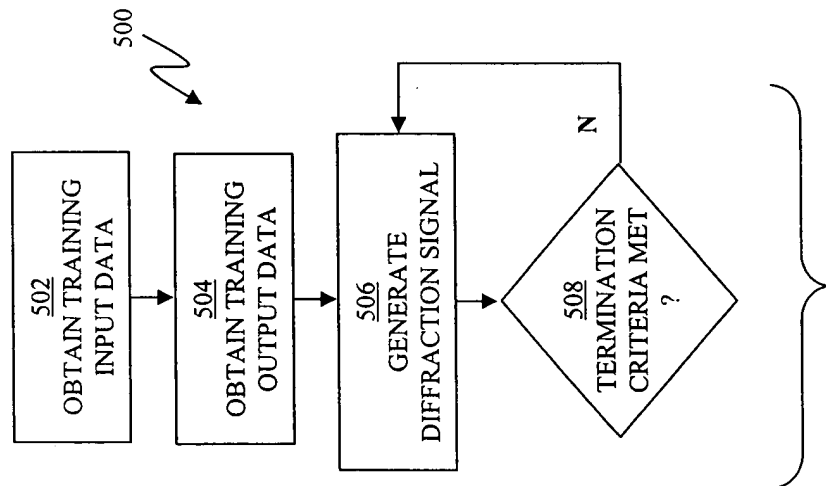 500
502
OBTAIN TRAINING
INPUT DATA
504
OBTAIN TRAINING
OUTPUT DATA
506
GENERATE
DIFFRACTION SIGNAL
508
TERMINATION
CRITERIA MET
?
N